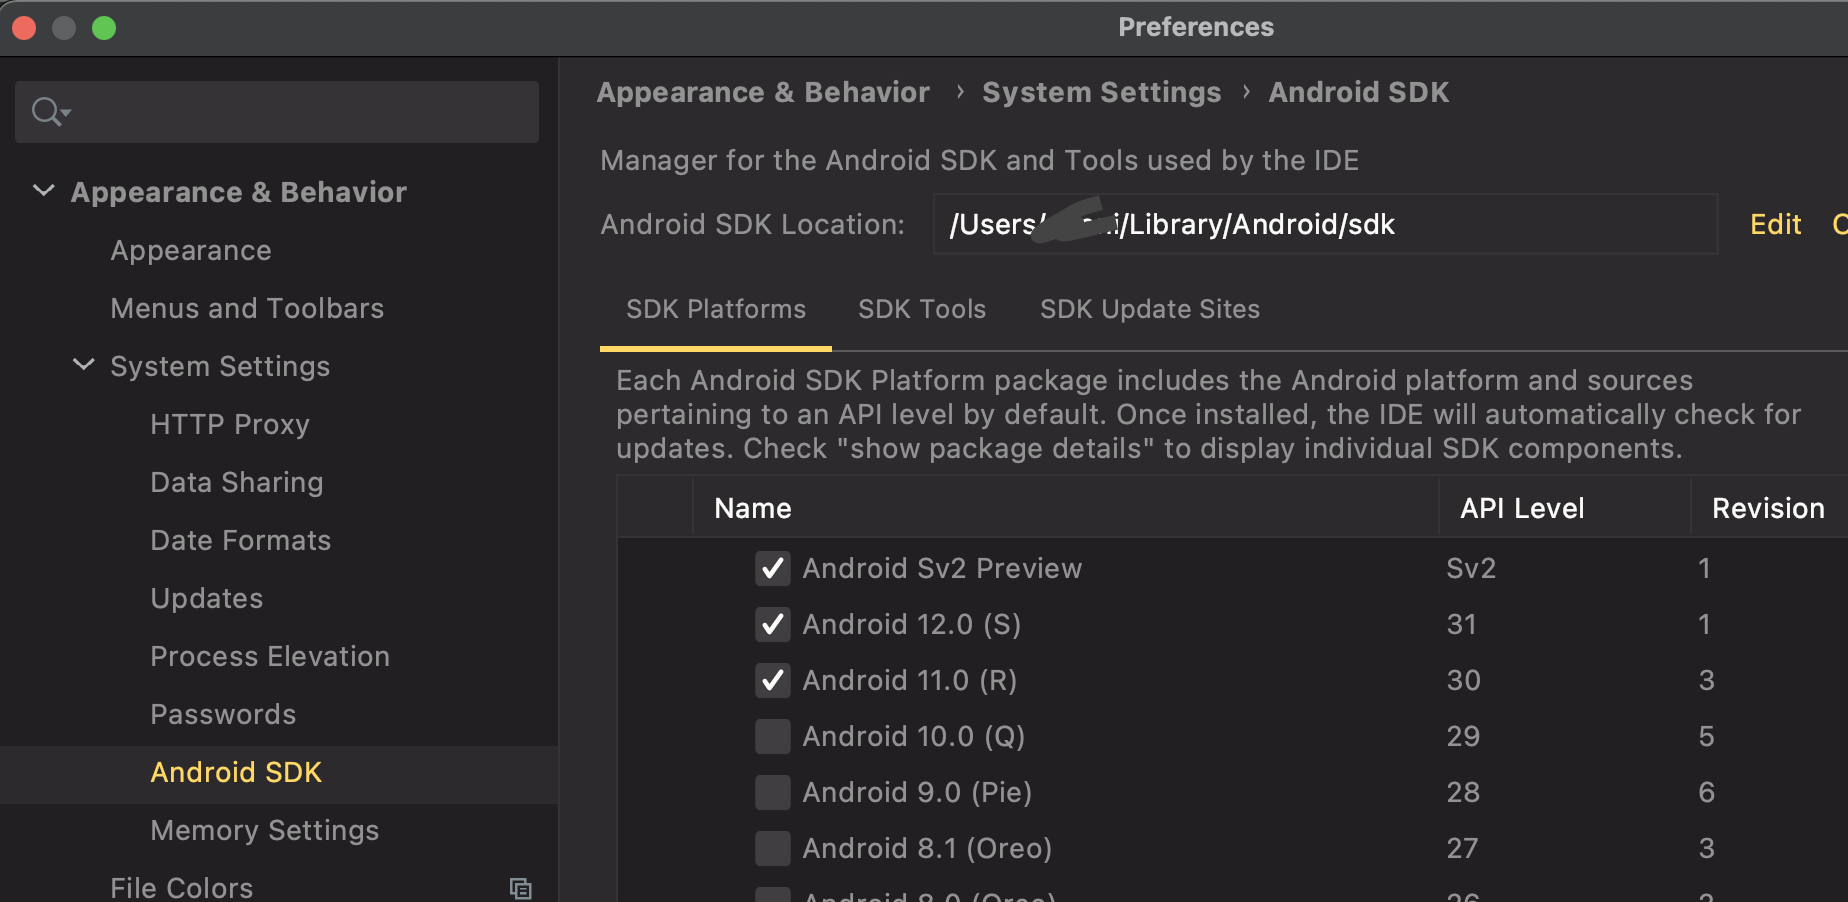 Preferences
Appearance & Behavior
Appearance
Menus and Toolbars
System Settings
HTTP Proxy
Data Sharing
Date Formats
Updates
Process Elevation
Passwords
Android SDK
Memory Settings
File Colors
Appearance & Behavior › System Settings › Android SDK
Manager for the Android SDK and Tools used by the IDE
Android SDK Location: /Users/ /Library/Android/sdk Edit
SDK Platforms SDK Tools SDK Update Sites
Each Android SDK Platform package includes the Android platform and sources
pertaining to an API level by default. Once installed, the IDE will automatically check for
updates. Check "show package details" to display individual SDK components.
Name API Level Revision
Android Sv2 Preview Sv2 1
Android 12.0 (S) 31 1
Android 11.0 (R) 30 3
Android 10.0 (Q) 29 5
Android 9.0 (Pie) 28 6
Android 8.1 (Oreo) 27 3
Android 8.0 (Oreo) 26